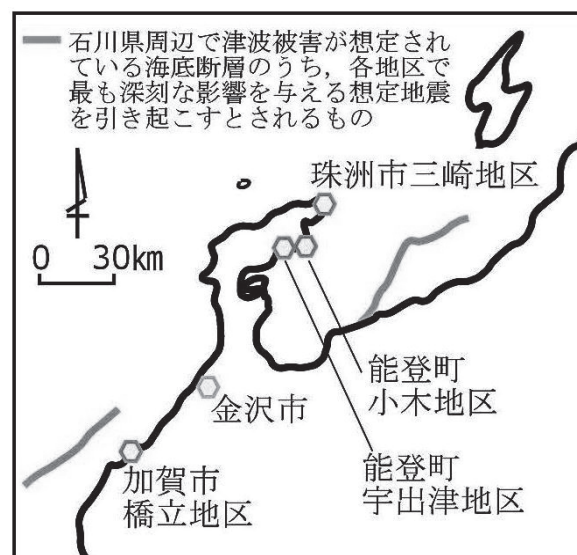 石川県周辺で津波被害が想定され
ている海底断層のうち，各地区で
最も深刻な影響を与える想定地震
を引き起こすとされるもの
珠洲市三崎地区
0 30km
能登町
小木地区
金沢市
能登町
宇出津地区
加賀市
橋立地区